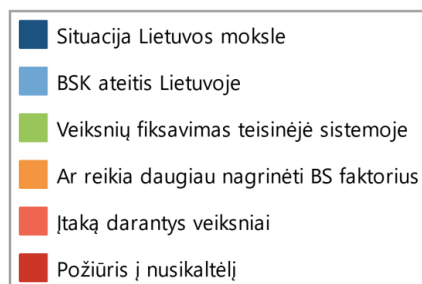 Situacija Lietuvos moksle
BSK ateitis Lietuvoje
Veiksnių fiksavimas teisinėjė sistemoje
Ar reikia daugiau nagrinėti BS faktorius
Įtaką darantys veiksniai
Požiūris į nusikaltėlį